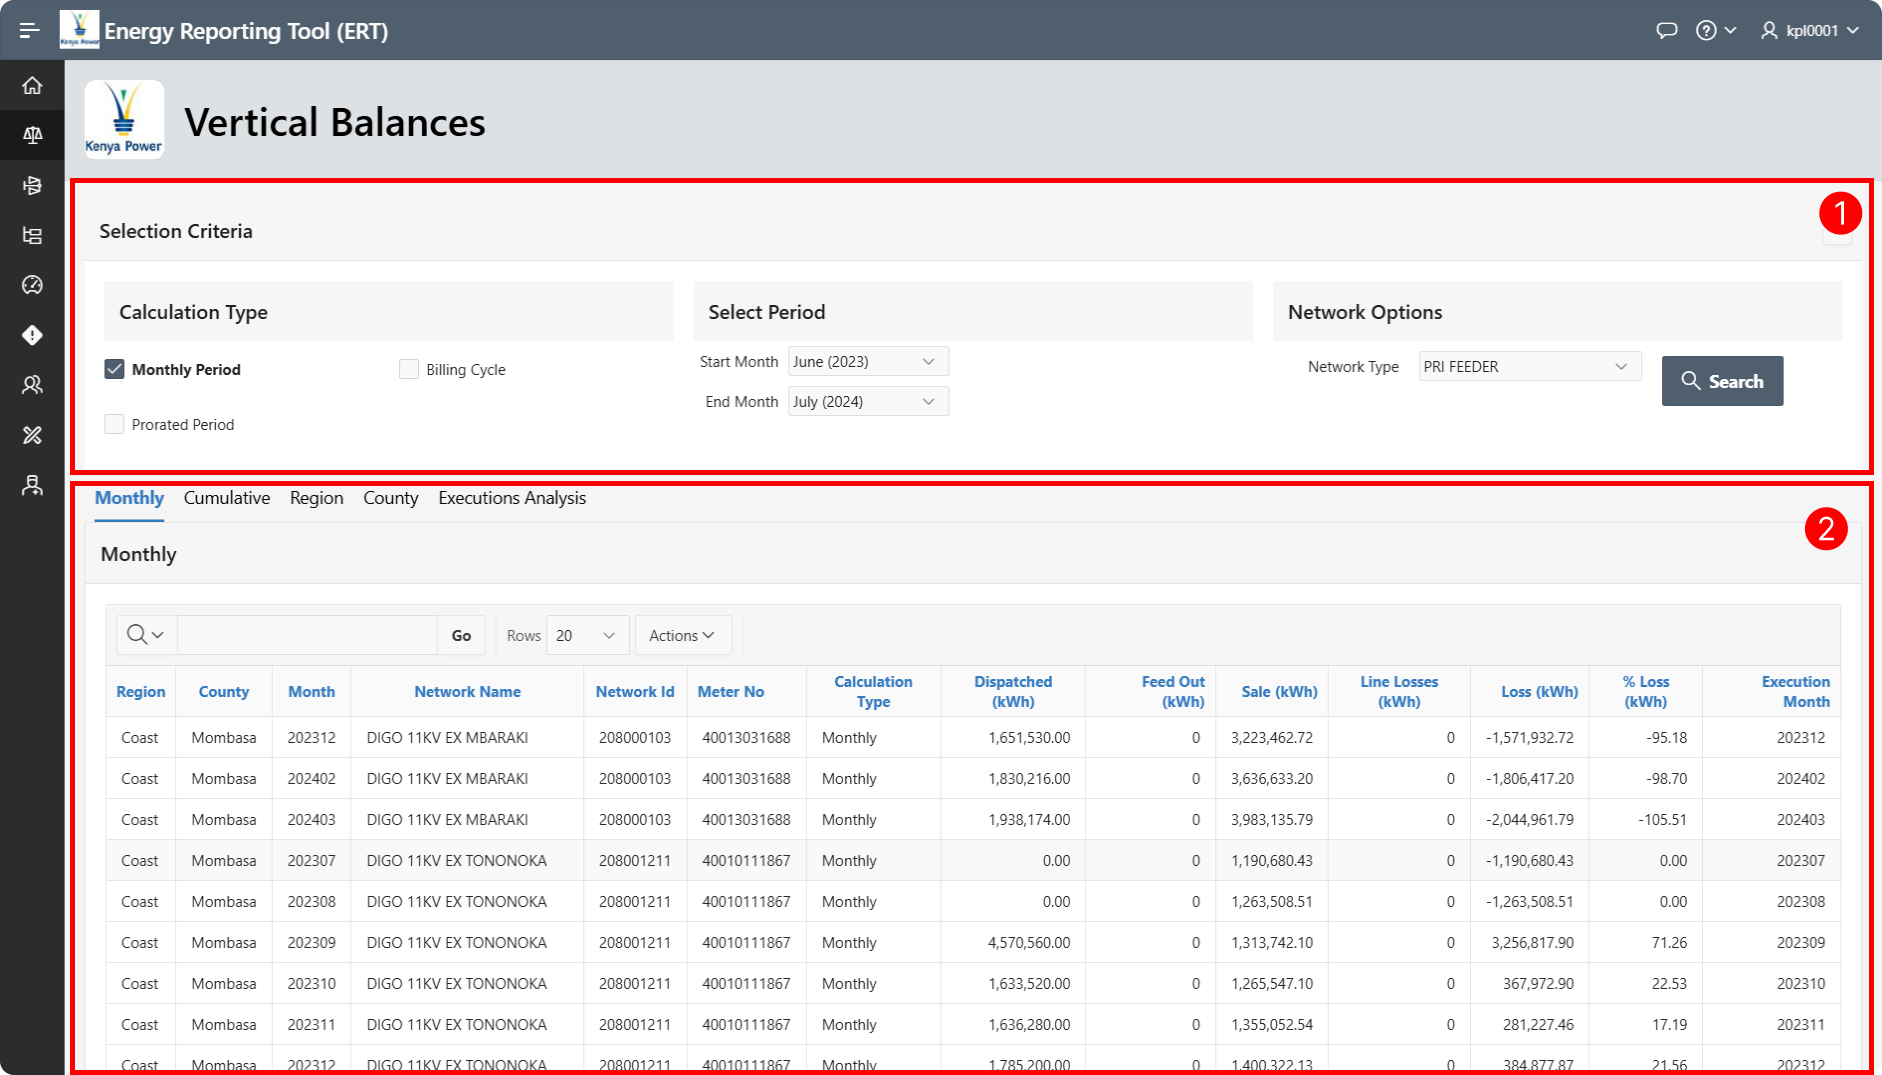 Kenya Power
Energy Reporting Tool (ERT)
kpl0001
Kenya Power
Vertical Balances
1
Selection Criteria
Calculation Type
Select Period
Network Options
Monthly Period
Billing Cycle
Prorated Period
Start Month June (2023)
End Month July (2024)
Network Type PRI FEEDER
Search
Monthly Cumulative Region County Executions Analysis
2
Monthly
Go Rows 20 Actions
Region County Month Network Name Network Id Meter No Calculation Type Dispatched (kWh) Feed Out (kWh) Sale (kWh) Line Losses (kWh) Loss (kWh) % Loss (kWh) Execution Month
Coast Mombasa 202312 DIGO 11KV EX MBARAKI 208000103 40013031688 Monthly 1,651,530.00 0 3,223,462.72 0 -1,571,932.72 -95.18 202312
Coast Mombasa 202402 DIGO 11KV EX MBARAKI 208000103 40013031688 Monthly 1,830,216.00 0 3,636,633.20 0 -1,806,417.20 -98.70 202402
Coast Mombasa 202403 DIGO 11KV EX MBARAKI 208000103 40013031688 Monthly 1,938,174.00 0 3,983,135.79 0 -2,044,961.79 -105.51 202403
Coast Mombasa 202307 DIGO 11KV EX TONONOKA 208001211 40010111867 Monthly 0.00 0 1,190,680.43 0 -1,190,680.43 0.00 202307
Coast Mombasa 202308 DIGO 11KV EX TONONOKA 208001211 40010111867 Monthly 0.00 0 1,263,508.51 0 -1,263,508.51 0.00 202308
Coast Mombasa 202309 DIGO 11KV EX TONONOKA 208001211 40010111867 Monthly 4,570,560.00 0 1,313,742.10 0 3,256,817.90 71.26 202309
Coast Mombasa 202310 DIGO 11KV EX TONONOKA 208001211 40010111867 Monthly 1,633,520.00 0 1,265,547.10 0 367,972.90 22.53 202310
Coast Mombasa 202311 DIGO 11KV EX TONONOKA 208001211 40010111867 Monthly 1,636,280.00 0 1,355,052.54 0 281,227.46 17.19 202311
Coast Mombasa 202312 DIGO 11KV EX TONONOKA 208001211 40010111867 Monthly 1,785,200.00 0 1,400,322.13 0 384,877.87 21.56 202312